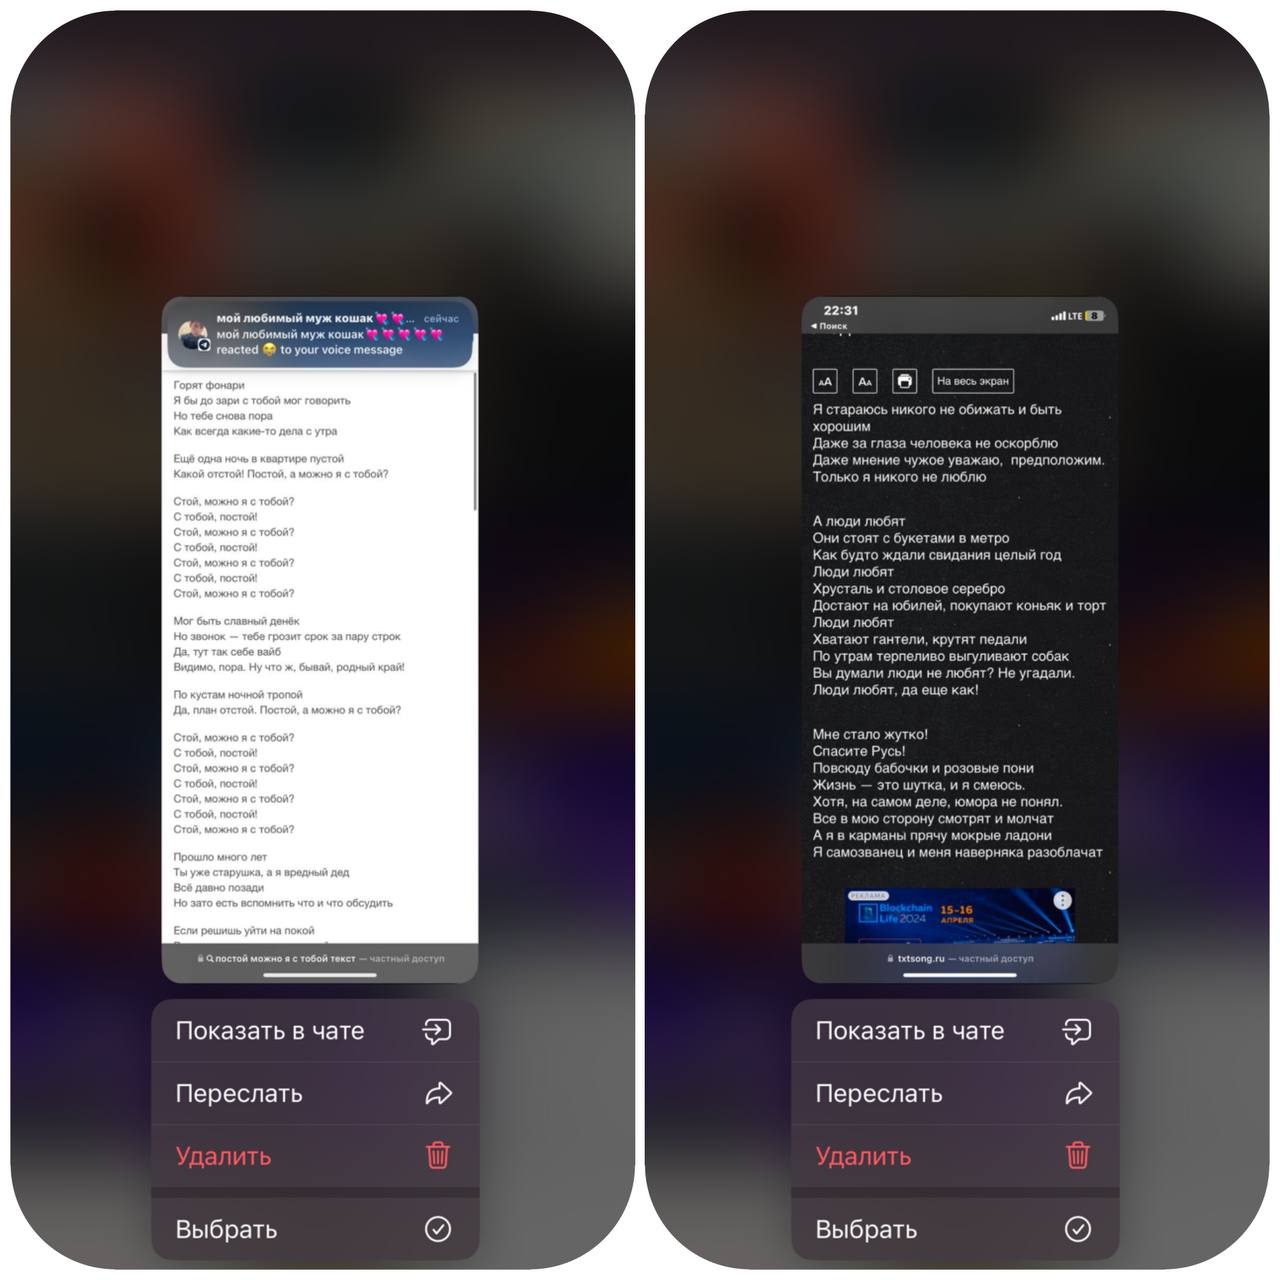 мой любимый муж кошак💘💘... сейчас
мой любимый муж кошак💘💘💘💘💘
reacted 😭 to your voice message
Горят фонари
Я бы до зари с тобой мог говорить
Но тебе снова пора
Как всегда какие-то дела с утра
Ещё одна ночь в квартире пустой
Какой отстой! Постой, а можно я с тобой?
Стой, можно я с тобой?
С тобой, постой!
Стой, можно я с тобой?
С тобой, постой!
Стой, можно я с тобой?
С тобой, постой!
Стой, можно я с тобой?
Мог быть славный денёк
Но звонок — тебе грозит срок за пару строк
Да, тут так себе вайб
Видимо, пора. Ну что ж, бывай, родный край!
По кустам ночной тропой
Да, план отстой. Постой, а можно я с тобой?
Стой, можно я с тобой?
С тобой, постой!
Стой, можно я с тобой?
С тобой, постой!
Стой, можно я с тобой?
С тобой, постой!
Стой, можно я с тобой?
Прошло много лет
Ты уже старушка, а я вредный дед
Всё давно позади
Но зато есть вспомнить что и что обсудить
Если решишь уйти на покой
постой можно я с тобой текст — частный доступ
Показать в чате
Переслать
Удалить
Выбрать
22:31
LTE 8
◀ Поиск
AA
AA
На весь экран
Я стараюсь никого не обижать и быть
хорошим
Даже за глаза человека не оскорблю
Даже мнение чужое уважаю, предположим.
Только я никого не люблю
А люди любят
Они стоят с букетами в метро
Как будто ждали свидания целый год
Люди любят
Хрусталь и столовое серебро
Достают на юбилей, покупают коньяк и торт
Люди любят
Хватают гантели, крутят педали
По утрам терпеливо выгуливают собак
Вы думали люди не любят? Не угадали.
Люди любят, да еще как!
Мне стало жутко!
Спасите Русь!
Повсюду бабочки и розовые пони
Жизнь — это шутка, и я смеюсь.
Хотя, на самом деле, юмора не понял.
Все в мою сторону смотрят и молчат
А я в карманы прячу мокрые ладони
Я самозванец и меня наверняка разоблачат
РЕКЛАМА
Blockchain
Life 2024
15-16
АПРЕЛЯ
txtsong.ru — частный доступ
Показать в чате
Переслать
Удалить
Выбрать